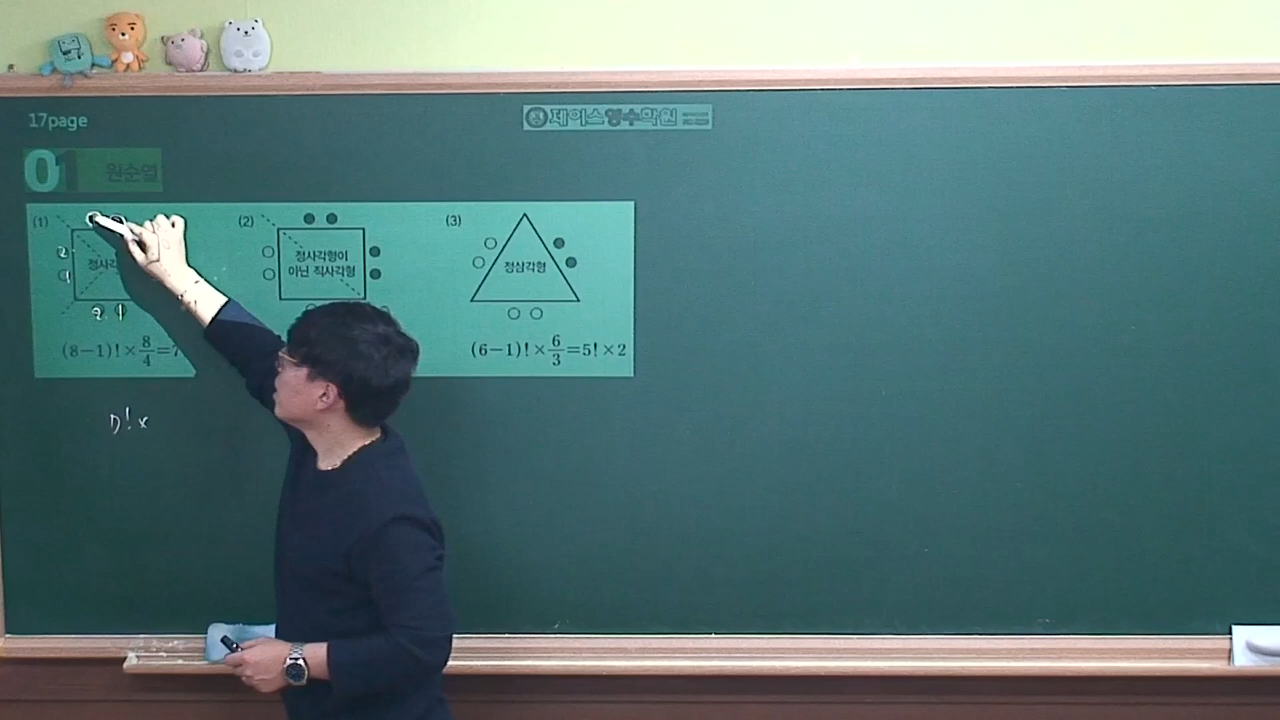 17page
제이스영수학원
01 원순열
(1)
(2)
(3)
2
1
정사각
정사각형이
아닌 직사각형
정삼각형
2 1
(8-1)!×8/4=7
(6-1)!×6/3=5!×2
n!×